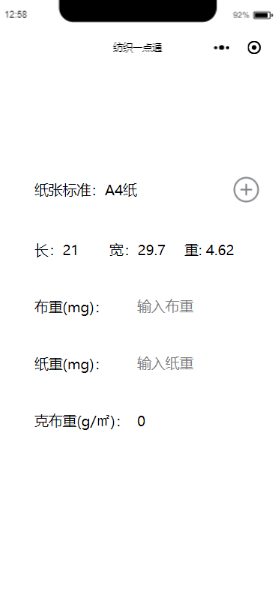 12:58 92%
纺织一点通
纸张标准：A4纸
长：21 宽：29.7 重: 4.62
布重(mg)： 输入布重
纸重(mg)： 输入纸重
克布重(g/㎡)： 0